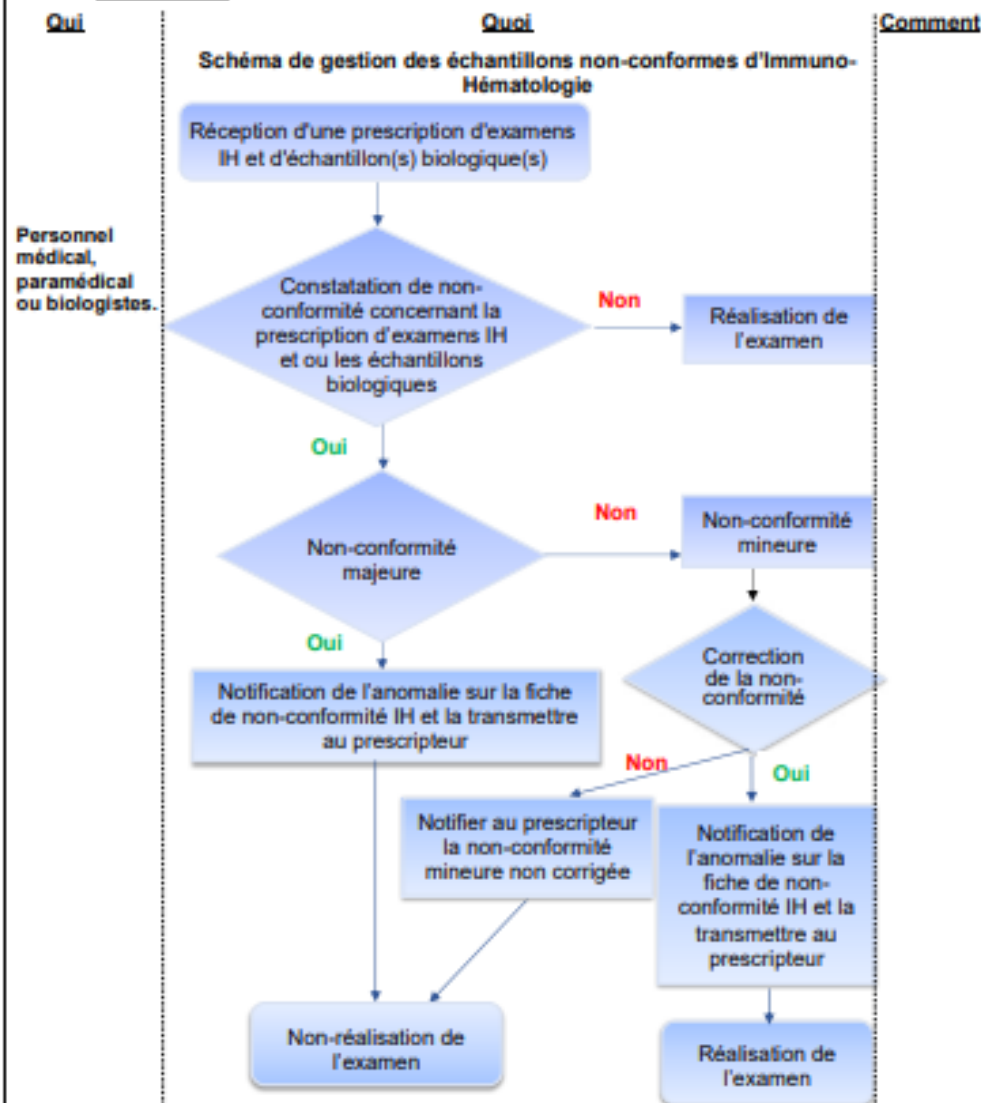 Qui
Quoi
Comment
Schéma de gestion des échantillons non-conformes d'Immuno-
Hématologie
Réception d'une prescription d'examens
IH et d'échantillon(s) biologique(s)
Personnel
médical,
paramédical
ou biologistes.
Constatation de non-
conformité concernant la
prescription d'examens IH
et ou les échantillons
biologiques
Non
Réalisation de
l'examen
Oui
Non-conformité
majeure
Non
Non-conformité
mineure
Oui
Correction
de la non-
conformité
Notification de l'anomalie sur la fiche
de non-conformité IH et la transmettre
au prescripteur
Non
Oui
Notifier au prescripteur
la non-conformité
mineure non corrigée
Notification de
l'anomalie sur la
fiche de non-
conformité IH et la
transmettre au
prescripteur
Non-réalisation de
l'examen
Réalisation de
l'examen